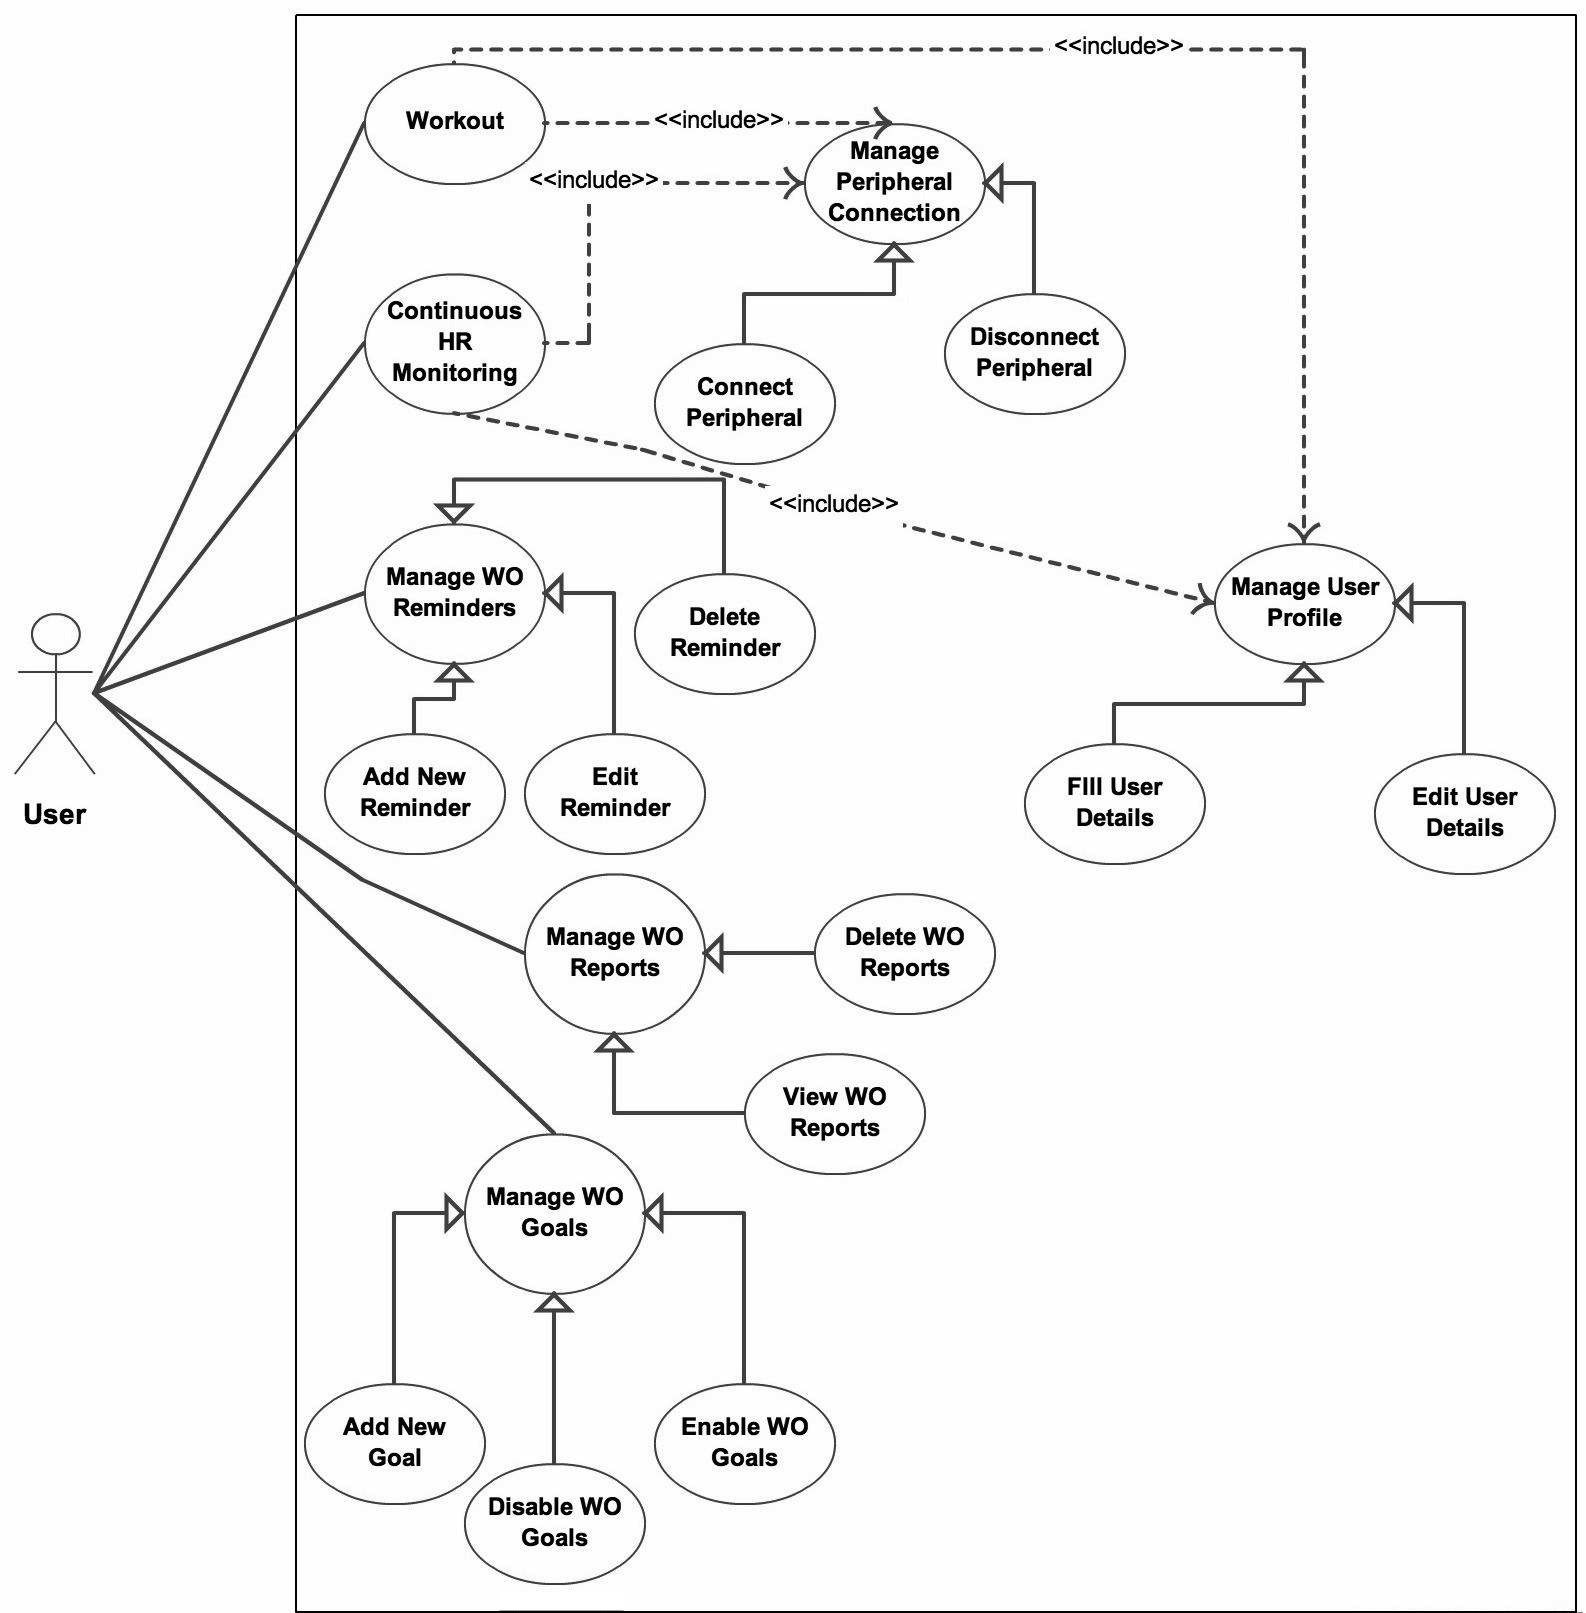 <<include>>
Workout
<<include>>
Manage
Peripheral
Connection
<<include>>
Continuous
HR
Monitoring
Disconnect
Peripheral
Connect
Peripheral
<<include>>
Manage WO
Reminders
Delete
Reminder
Manage User
Profile
User
Add New
Reminder
Edit
Reminder
FIll User
Details
Edit User
Details
Manage WO
Reports
Delete WO
Reports
View WO
Reports
Manage WO
Goals
Add New
Goal
Enable WO
Goals
Disable WO
Goals